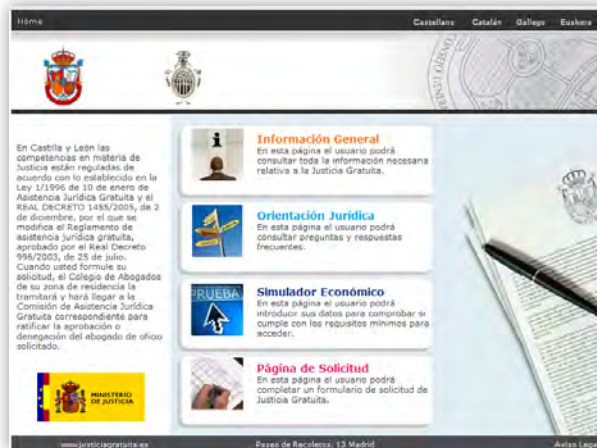 Home
Castellano Catalán Gallego Euskera
En Castilla y León las
competencias en materia de
Justicia están reguladas de
acuerdo con lo establecido en la
Ley 1/1996 de 10 de enero de
Asistencia Jurídica Gratuita y el
REAL DECRETO 1455/2005, de 2
de diciembre, por el que se
modifica el Reglamento de
asistencia jurídica gratuita,
aprobado por el Real Decreto
996/2003, de 25 de julio.
Cuando usted formule su
solicitud, el Colegio de Abogados
de su zona de residencia la
tramitará y hará llegar a la
Comisión de Asistencia Jurídica
Gratuita correspondiente para
ratificar la aprobación o
denegación del abogado de oficio
solicitado.
MINISTERIO
DE JUSTICIA
Información General
En esta página el usuario podrá
consultar toda la información necesaria
relativa a la Justicia Gratuita.
Orientación Jurídica
En esta página el usuario podrá
consultar preguntas y respuestas
frecuentes.
PRUEBA
Simulador Económico
En esta página el usuario podrá
introducir sus datos para comprobar si
cumple con los requisitos mínimos para
acceder.
Página de Solicitud
En esta página el usuario podrá
completar un formulario de solicitud de
Justicia Gratuita.
www.justiciagratuita.es
Paseo de Recoletos, 13 Madrid
Aviso Lega